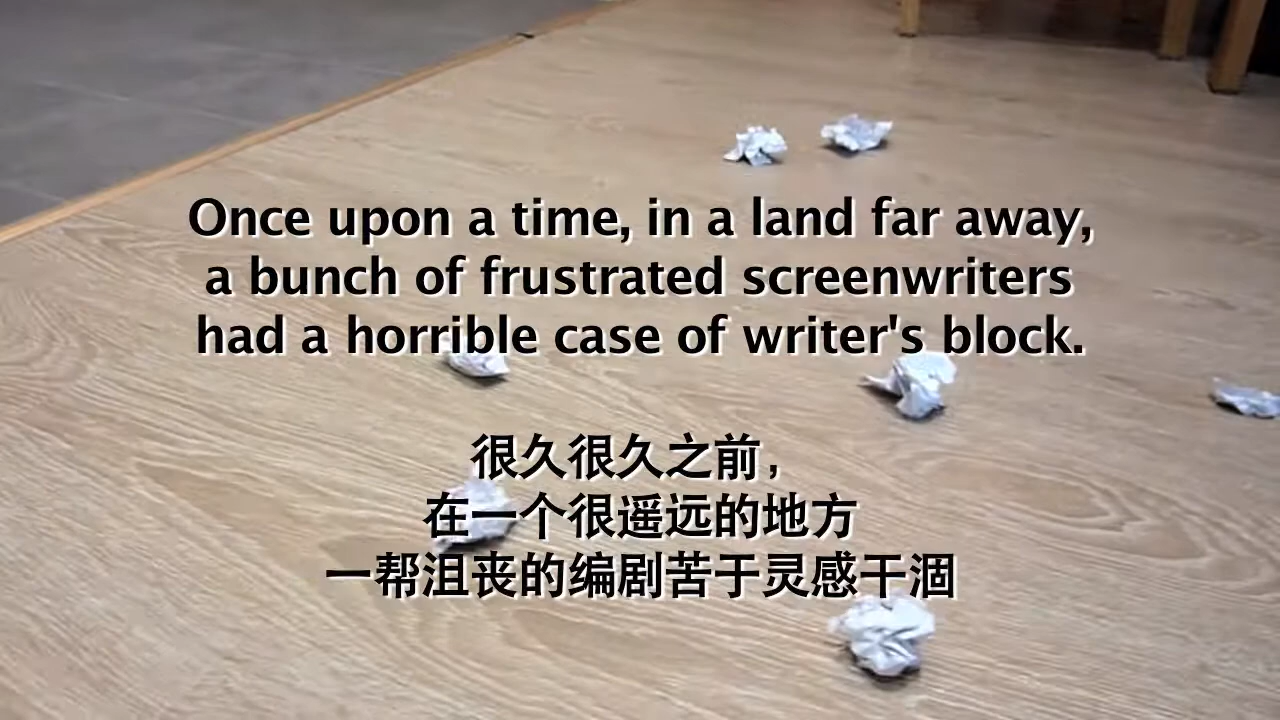 Once upon a time, in a land far away,
a bunch of frustrated screenwriters
had a horrible case of writer's block.
很久很久之前，
在一个很遥远的地方
一帮沮丧的编剧苦于灵感干涸